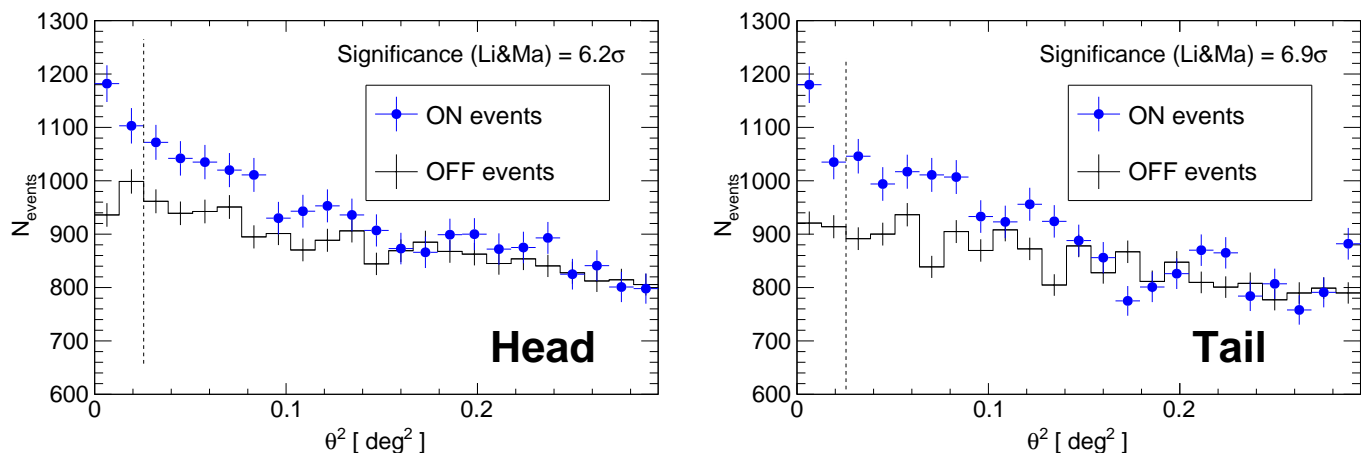 1300
1200
1100
1000
900
800
700
600
N_events
Significance (Li&Ma) = 6.2σ
ON events
OFF events
Head
0 0.1 0.2
θ² [ deg² ]
1300
1200
1100
1000
900
800
700
600
N_events
Significance (Li&Ma) = 6.9σ
ON events
OFF events
Tail
0 0.1 0.2
θ² [ deg² ]